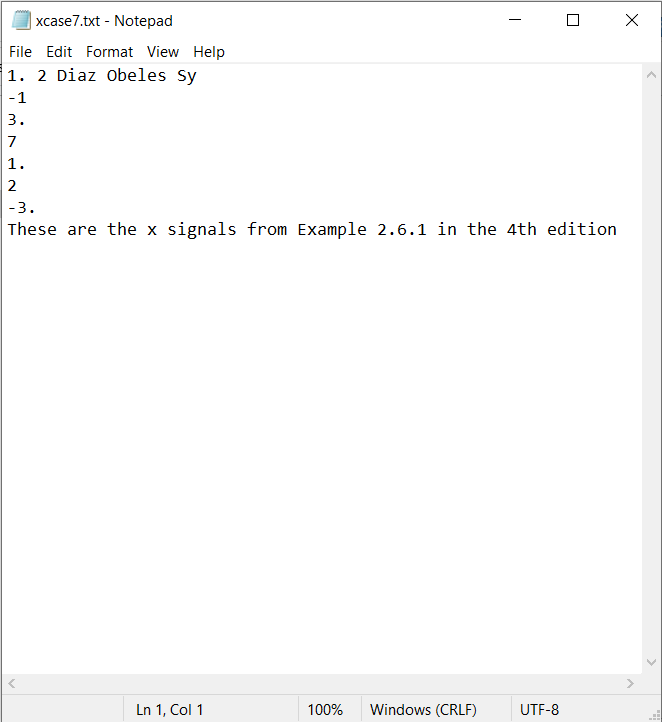 xcase7.txt - Notepad
File Edit Format View Help
1. 2 Diaz Obeles Sy
-1
3.
7
1.
2
-3.
These are the x signals from Example 2.6.1 in the 4th edition
Ln 1, Col 1 100% Windows (CRLF) UTF-8